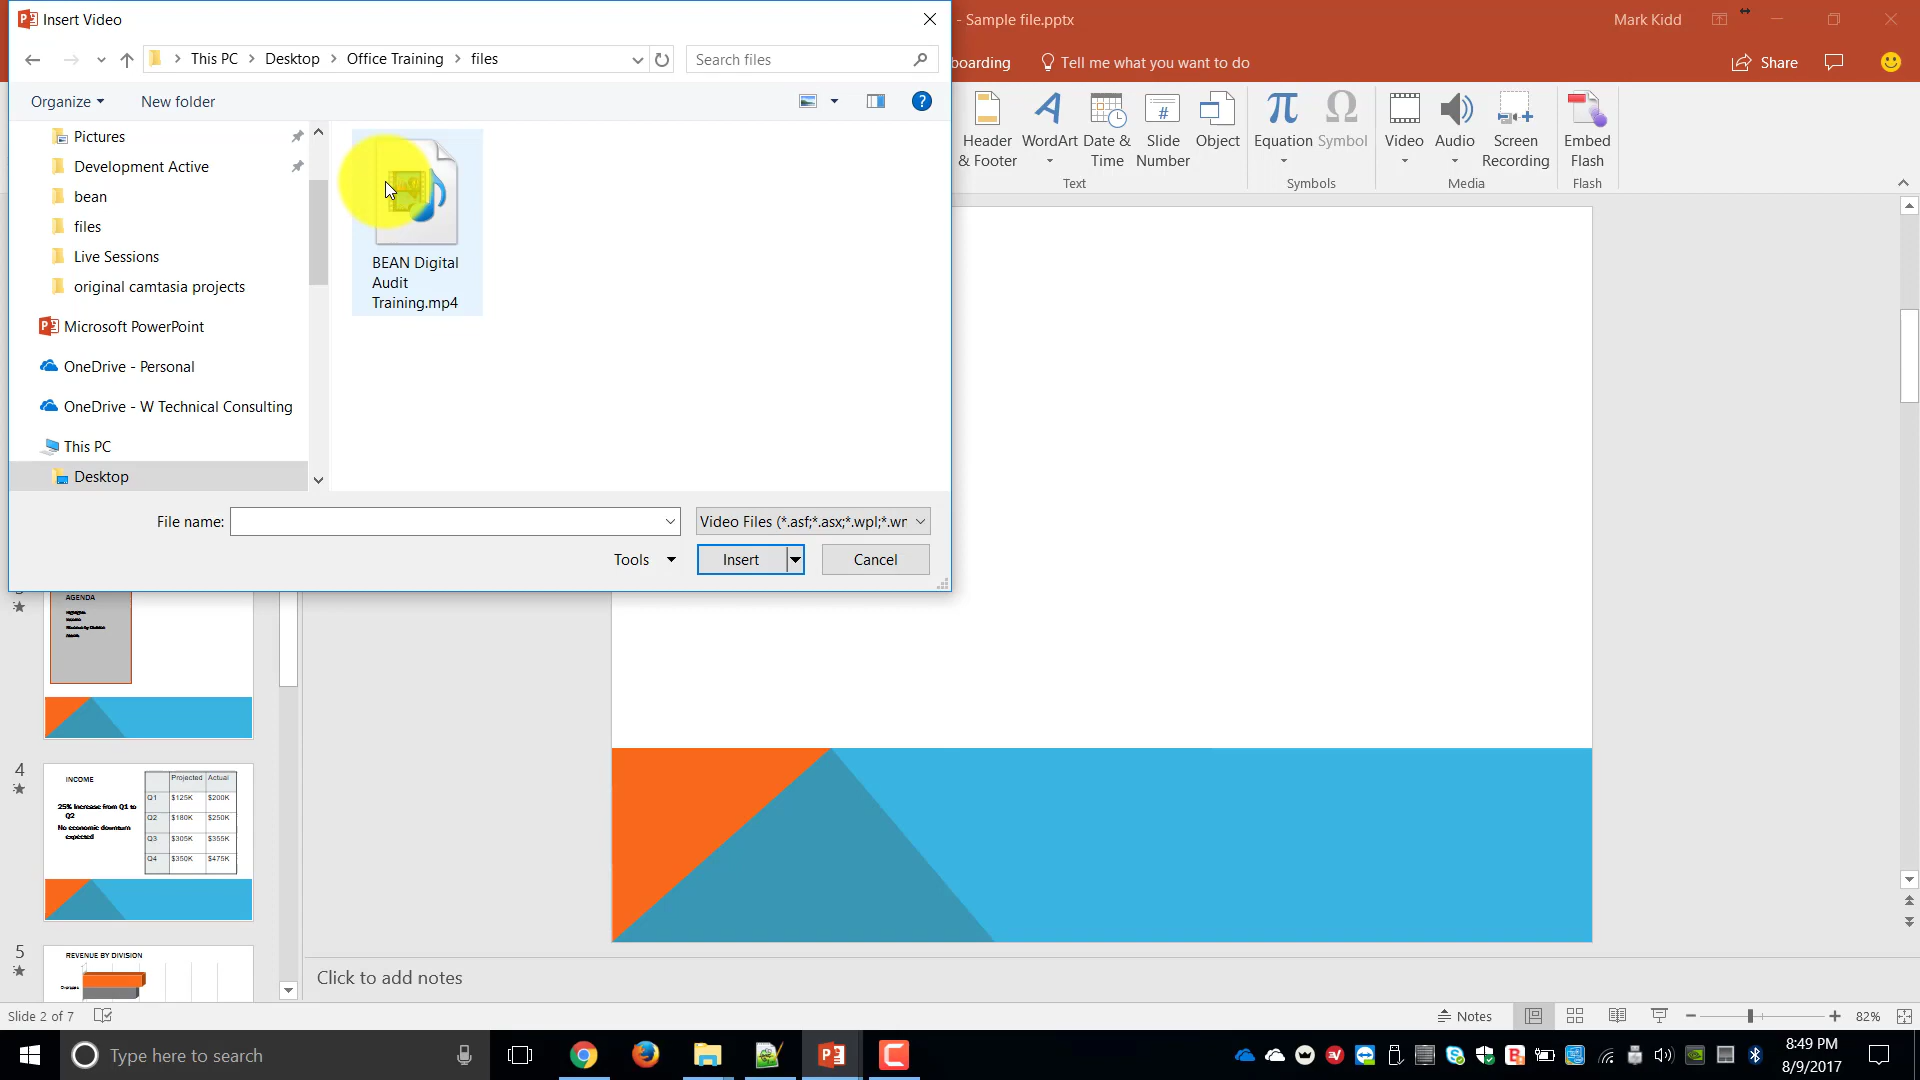 Insert Video
- Sample file.pptx
Mark Kidd
This PC
Desktop
Office Training
files
Search files
boarding
Tell me what you want to do
Share
Organize
New folder
Pictures
Development Active
bean
files
Live Sessions
original camtasia projects
Microsoft PowerPoint
OneDrive - Personal
OneDrive - W Technical Consulting
This PC
Desktop
BEAN Digital
Audit
Training.mp4
File name:
Video Files (*.asf;*.asx;*.wpl;*.wr
Tools
Insert
Cancel
Header
& Footer
WordArt
Date &
Time
Slide
Number
Object
Equation
Symbol
Video
Audio
Screen
Recording
Embed
Flash
Text
Symbols
Media
Flash
AGENDA
Highlights
Income
Revenue by Division
Assets
4
INCOME
25% Increase from Q1 to
Q2
No economic downturn
expected
Projected Actual
Q1 $125K $200K
Q2 $180K $250K
Q3 $305K $355K
Q4 $350K $475K
5
REVENUE BY DIVISION
Overseas
Click to add notes
Slide 2 of 7
Notes
82%
Type here to search
8:49 PM
8/9/2017